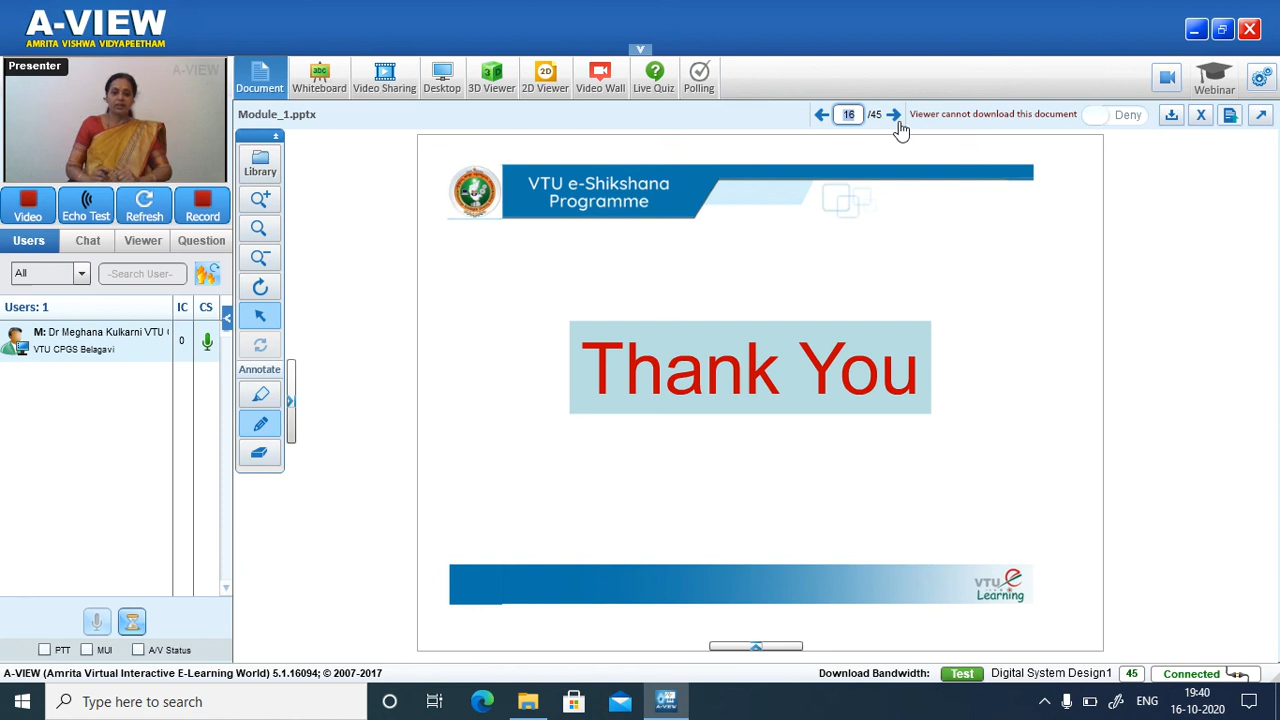 A-VIEW
AMRITA VISHWA VIDYAPEETHAM
Presenter
A-VIEW
Document
Whiteboard
Video Sharing
Desktop
3D Viewer
2D Viewer
Video Wall
Live Quiz
Polling
Webinar
Module_1.pptx
16 /45
Viewer cannot download this document
Deny
Library
Video
Echo Test
Refresh
Record
Users
Chat
Viewer
Question
All
-Search User-
Users: 1
IC
CS
M: Dr Meghana Kulkarni VTU
0
VTU CPGS Belagavi
Annotate
VTU e-Shikshana
Programme
Thank You
VTU e
Learning
PTT
MUI
A/V Status
A-VIEW (Amrita Virtual Interactive E-Learning World) 5.1.16094; © 2007-2017
Download Bandwidth:
Test
Digital System Design1
45
Connected
Type here to search
ENG
19:40
16-10-2020